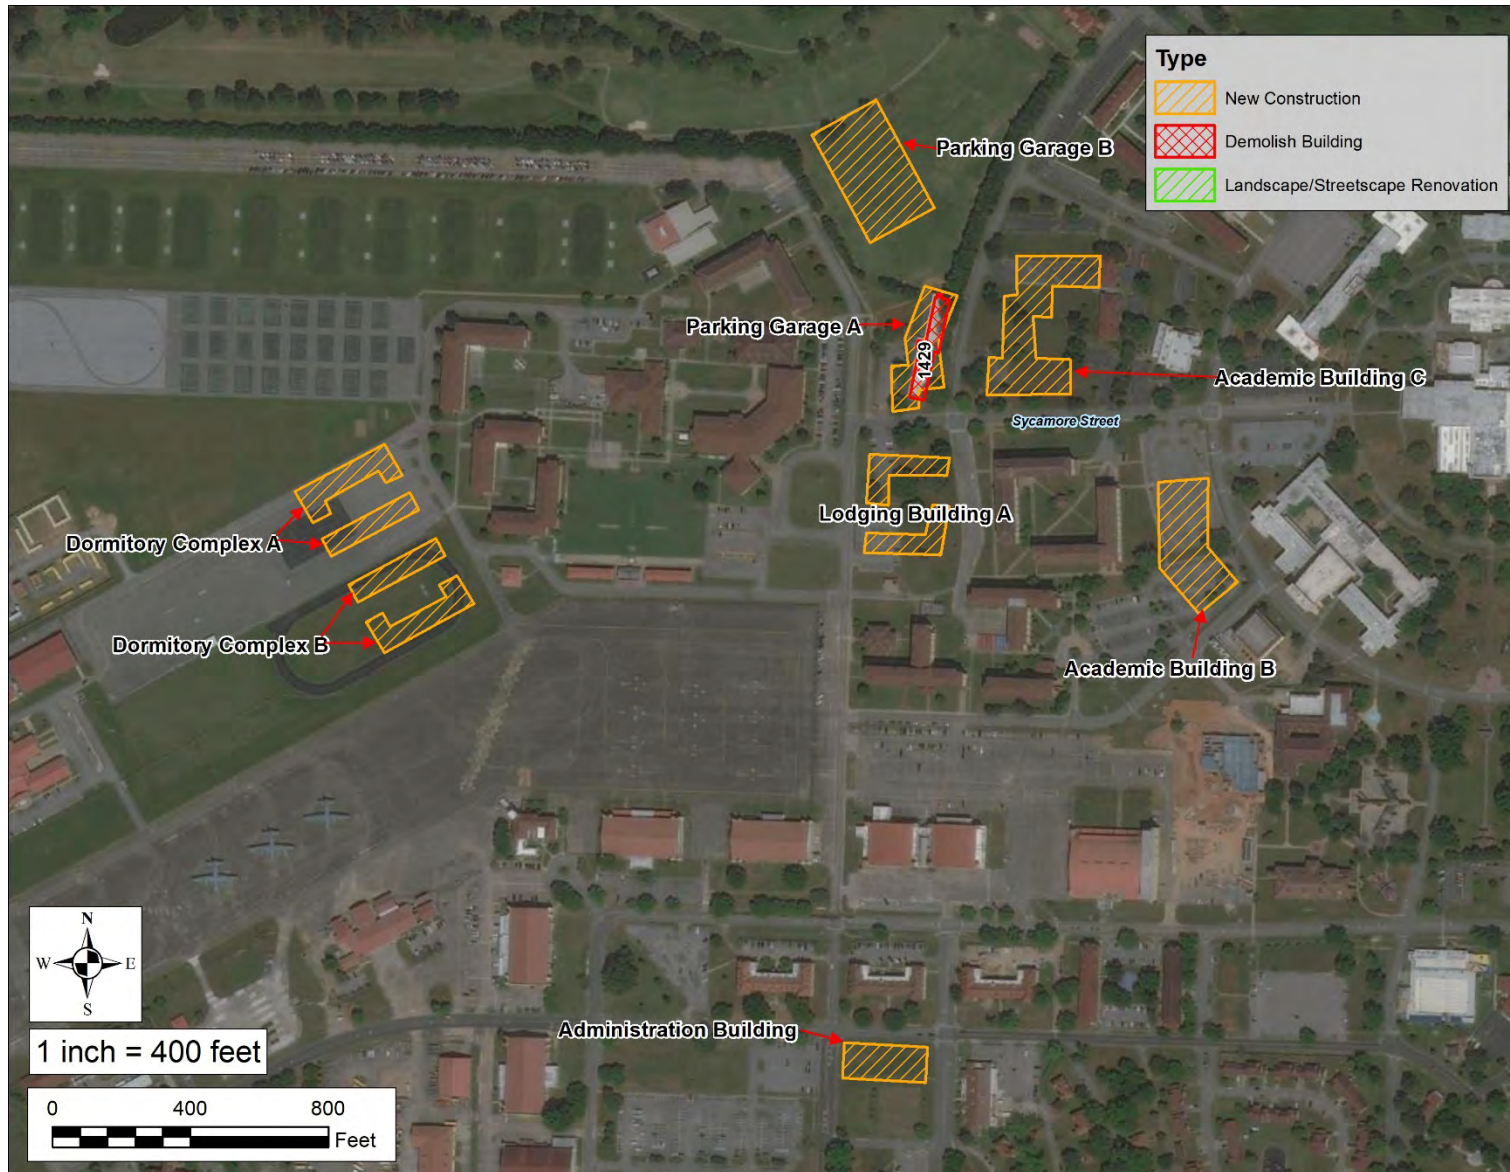 Type
New Construction
Demolish Building
Landscape/Streetscape Renovation
Parking Garage B
Parking Garage A
1429
Academic Building C
Sycamore Street
Lodging Building A
Dormitory Complex A
Dormitory Complex B
Academic Building B
Administration Building
N
W E
S
1 inch = 400 feet
0 400 800
Feet